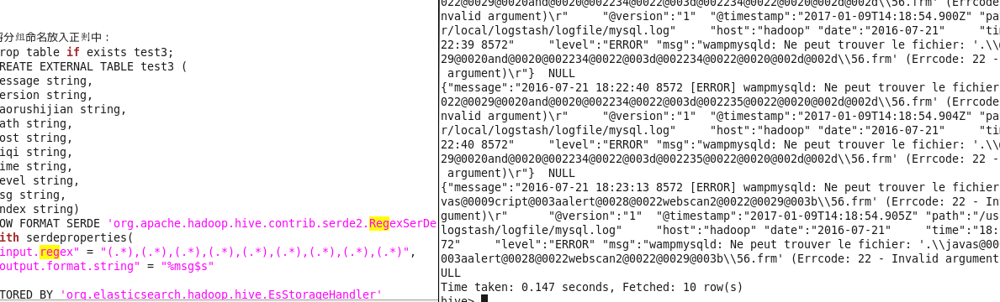 得分组命名放入正则中：
rop table if exists test3;
REATE EXTERNAL TABLE test3 (
essage string,
ersion string,
aorushijian string,
ath string,
ost string,
iqi string,
ime string,
evel string,
sg string,
ndex string)
OW FORMAT SERDE 'org.apache.hadoop.hive.contrib.serde2.RegexSerDe
ith serdeproperties(
input.regex" = "(.*),(.*),(.*),(.*),(.*),(.*),(.*),(.*),(.*)",
output.format.string" = "%msg$s"
TORED BY 'org.elasticsearch.hadoop.hive.EsStorageHandler'
022@0029@0020and@0020@002234@0022@003d@002234@0022@0020@002d@002d\\56.frm' (Errcode:
nvalid argument)\r"     "@version":"1"  "@timestamp":"2017-01-09T14:18:54.900Z" "pa
r/local/logstash/logfile/mysql.log"     "host":"hadoop" "date":"2016-07-21"     "ti
22:39 8572"     "level":"ERROR" "msg":"wampmysqld: Ne peut trouver le fichier: '.\\
29@0020and@0020@002234@0022@003d@002234@0022@0020@002d@002d\\56.frm' (Errcode: 22 -
 argument)\r"}  NULL
{"message":"2016-07-21 18:22:40 8572 [ERROR] wampmysqld: Ne peut trouver le fichier
022@0029@0020and@0020@002234@0022@003d@002235@0022@0020@002d@002d\\56.frm' (Errcode:
nvalid argument)\r"     "@version":"1"  "@timestamp":"2017-01-09T14:18:54.904Z" "pa
r/local/logstash/logfile/mysql.log"     "host":"hadoop" "date":"2016-07-21"     "ti
22:40 8572"     "level":"ERROR" "msg":"wampmysqld: Ne peut trouver le fichier: '.\\
29@0020and@0020@002234@0022@003d@002235@0022@0020@002d@002d\\56.frm' (Errcode: 22 -
 argument)\r"}  NULL
{"message":"2016-07-21 18:23:13 8572 [ERROR] wampmysqld: Ne peut trouver le fichier
vas@0009cript@003aalert@0028@0022webscan2@0022@0029@003b\\56.frm' (Errcode: 22 - In
gument)\r"      "@version":"1"  "@timestamp":"2017-01-09T14:18:54.905Z" "path":"/us
logstash/logfile/mysql.log"     "host":"hadoop" "date":"2016-07-21"     "time":"18:
72"     "level":"ERROR" "msg":"wampmysqld: Ne peut trouver le fichier: '.\\javas@00
003aalert@0028@0022webscan2@0022@0029@003b\\56.frm' (Errcode: 22 - Invalid argument
ULL
Time taken: 0.147 seconds, Fetched: 10 row(s)
hive>